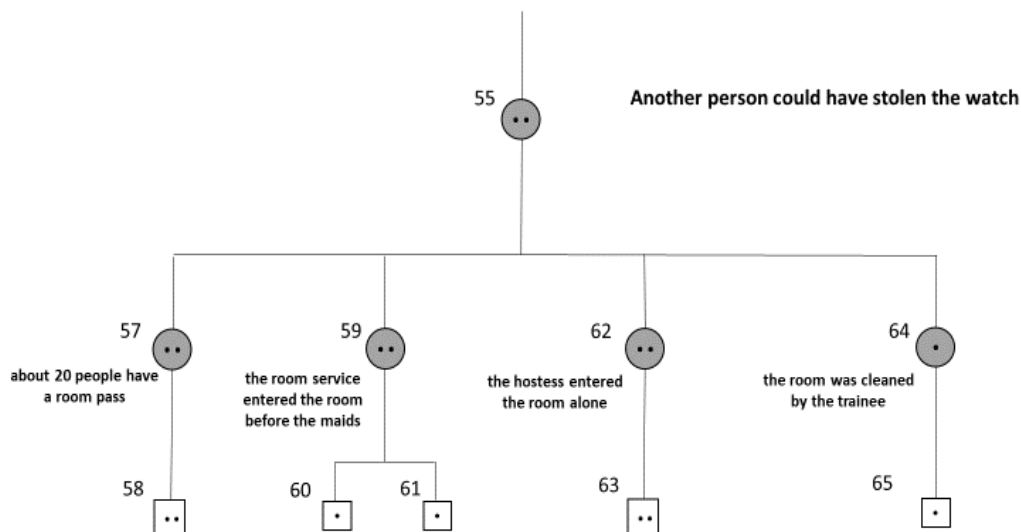 55
Another person could have stolen the watch
57
59
62
64
about 20 people have
a room pass
the room service
entered the room
before the maids
the hostess entered
the room alone
the room was cleaned
by the trainee
58
60
61
63
65